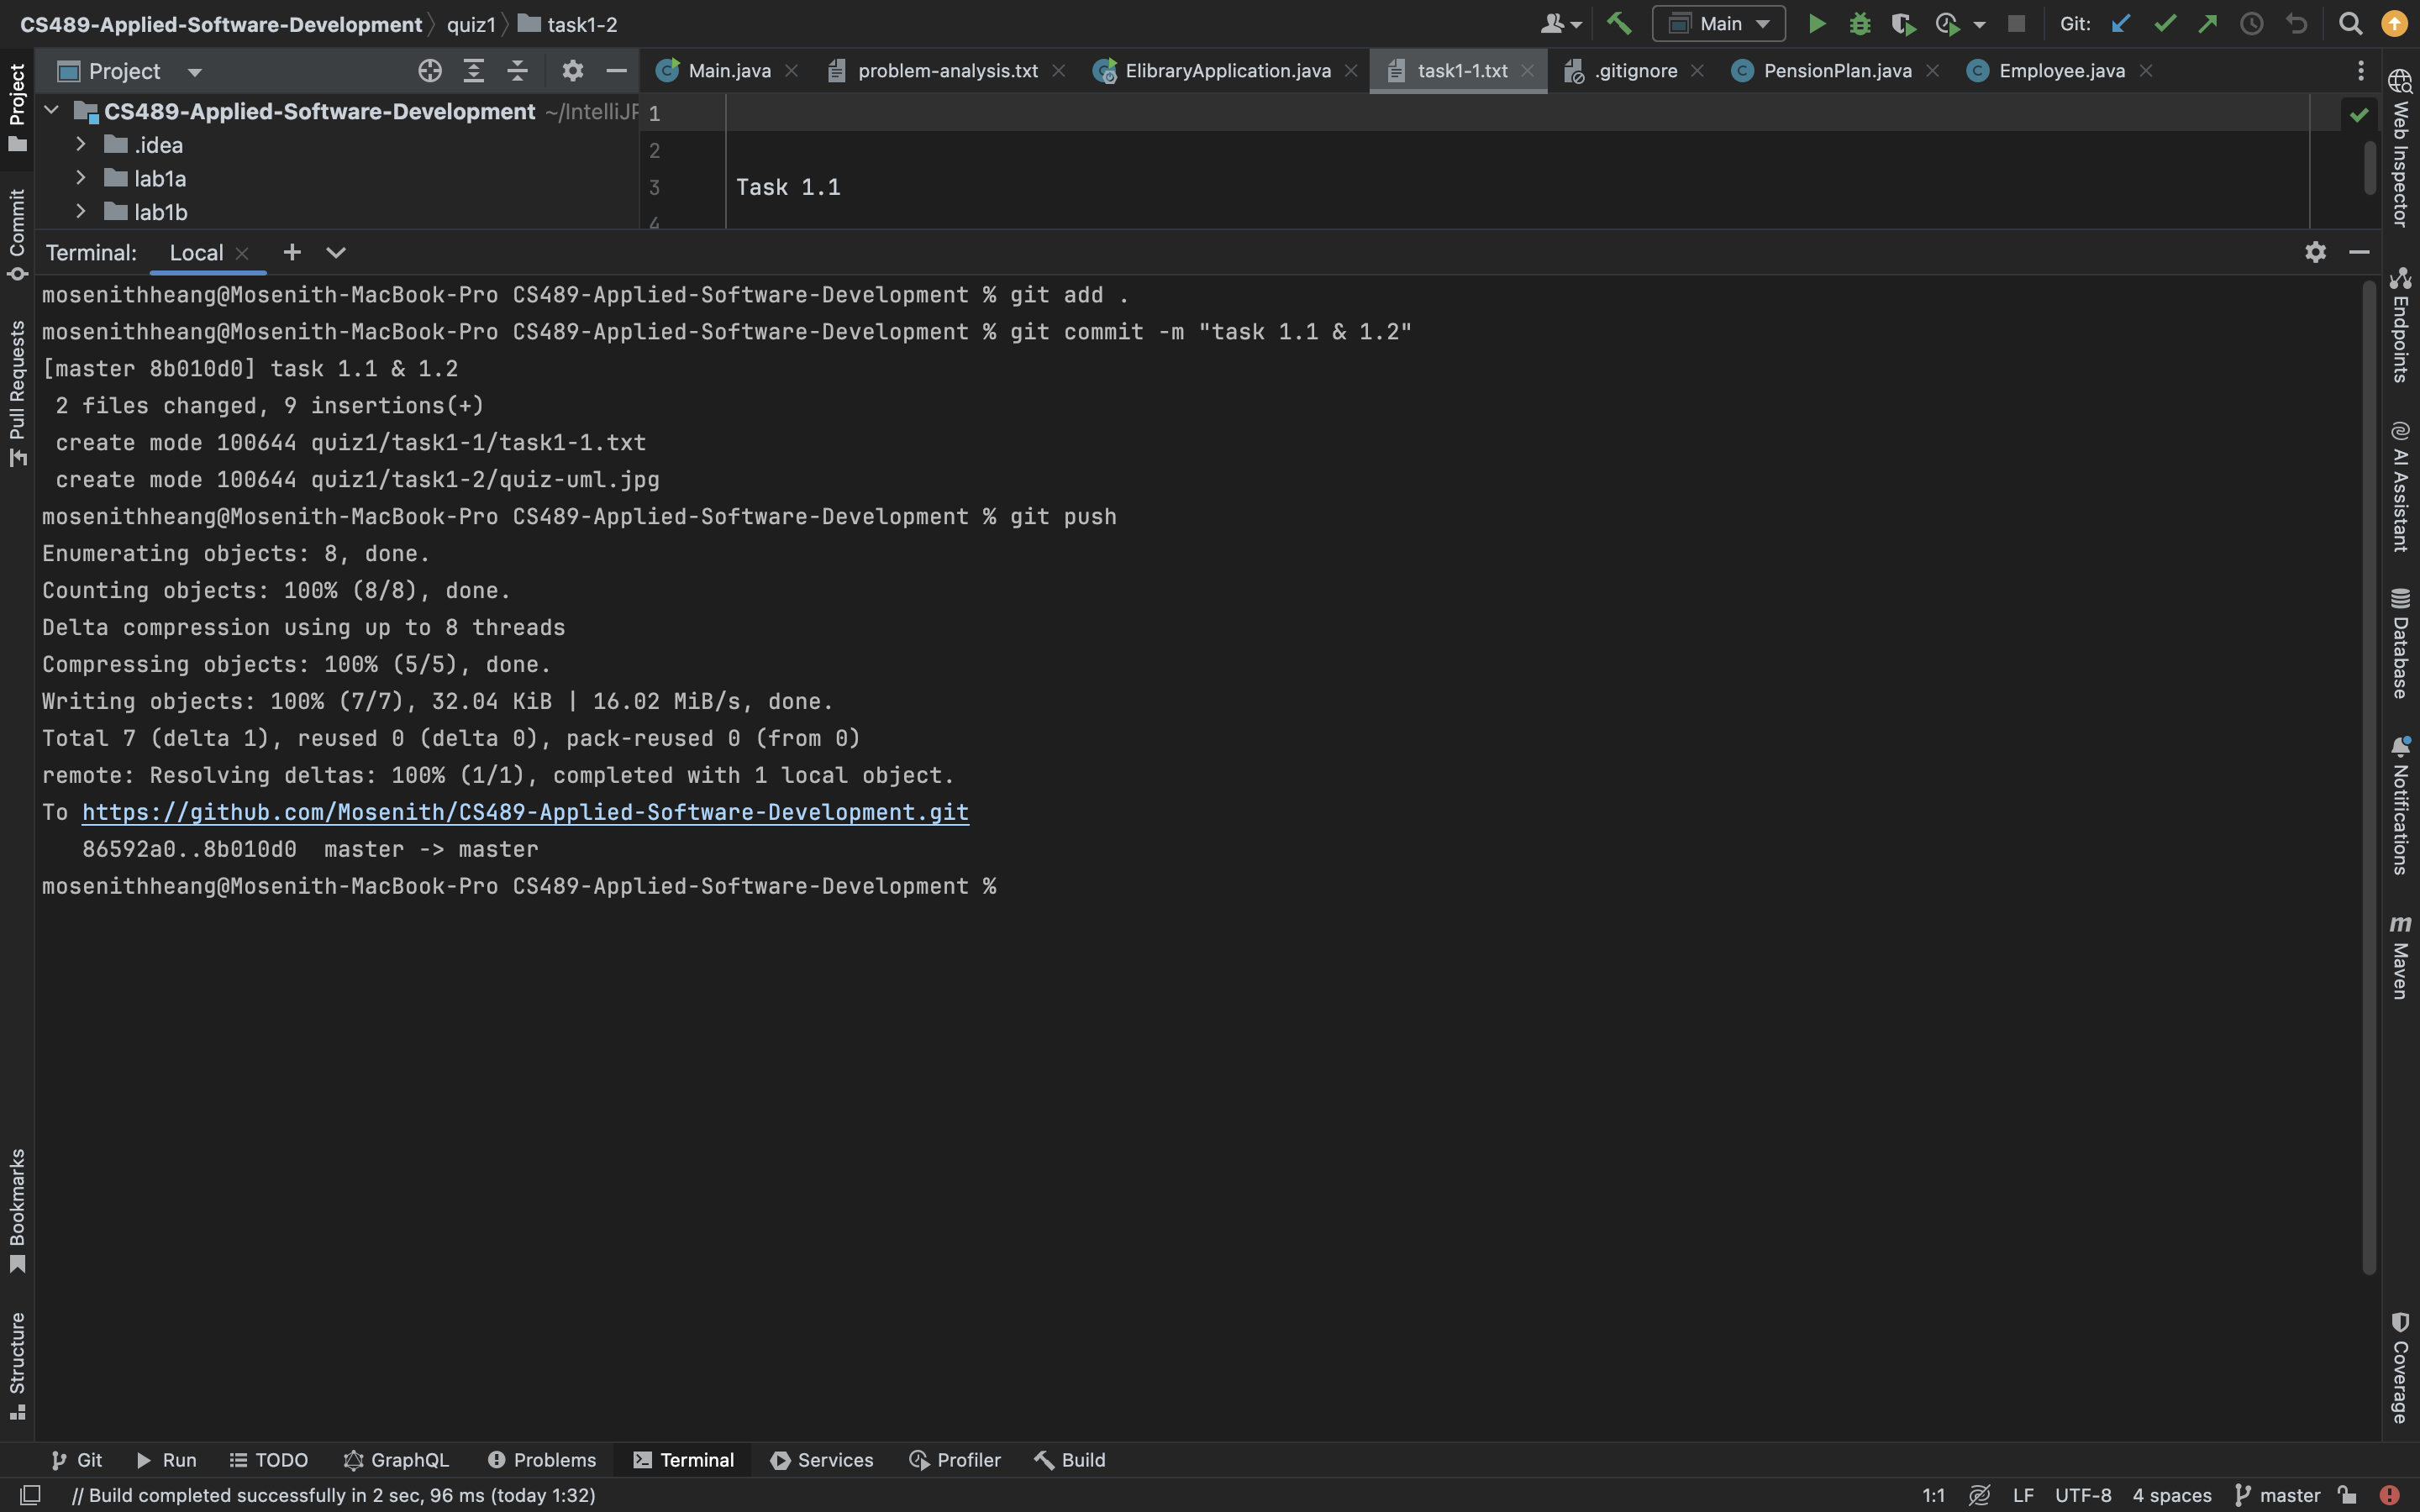 CS489-Applied-Software-Development quiz1 task1-2
Main
Git:
Project
Main.java
problem-analysis.txt
ElibraryApplication.java
task1-1.txt
.gitignore
PensionPlan.java
Employee.java
CS489-Applied-Software-Development ~/IntelliJP
.idea
lab1a
lab1b
1
2
3 Task 1.1
4
Terminal: Local
mosenithheang@Mosenith-MacBook-Pro CS489-Applied-Software-Development % git add .
mosenithheang@Mosenith-MacBook-Pro CS489-Applied-Software-Development % git commit -m "task 1.1 & 1.2"
[master 8b010d0] task 1.1 & 1.2
2 files changed, 9 insertions(+)
create mode 100644 quiz1/task1-1/task1-1.txt
create mode 100644 quiz1/task1-2/quiz-uml.jpg
mosenithheang@Mosenith-MacBook-Pro CS489-Applied-Software-Development % git push
Enumerating objects: 8, done.
Counting objects: 100% (8/8), done.
Delta compression using up to 8 threads
Compressing objects: 100% (5/5), done.
Writing objects: 100% (7/7), 32.04 KiB | 16.02 MiB/s, done.
Total 7 (delta 1), reused 0 (delta 0), pack-reused 0 (from 0)
remote: Resolving deltas: 100% (1/1), completed with 1 local object.
To https://github.com/Mosenith/CS489-Applied-Software-Development.git
86592a0..8b010d0 master -> master
mosenithheang@Mosenith-MacBook-Pro CS489-Applied-Software-Development %
Project
Commit
Pull Requests
Bookmarks
Structure
Web Inspector
Endpoints
AI Assistant
Database
Notifications
m Maven
Coverage
Git Run TODO GraphQL Problems Terminal Services Profiler Build
// Build completed successfully in 2 sec, 96 ms (today 1:32)
1:1 LF UTF-8 4 spaces master